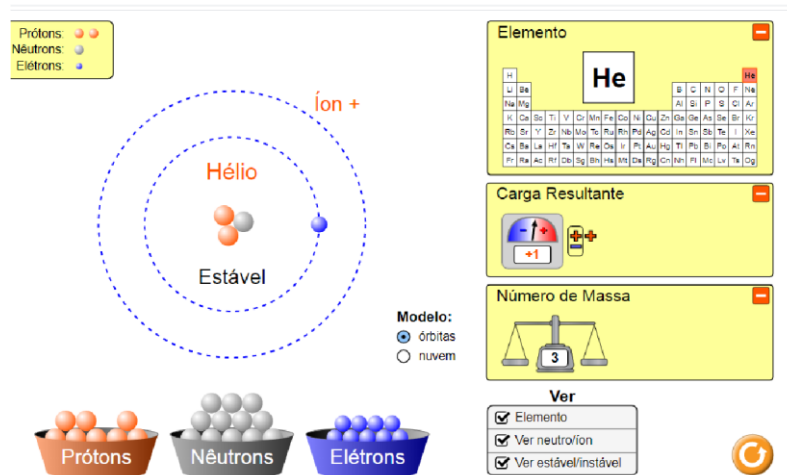 Prótons:
Nêutrons:
Elétrons:
Íon +
Hélio
Estável
Modelo:
órbitas
nuvem
Prótons
Nêutrons
Elétrons
Elemento
He
H He
Li Be B C N O F Ne
Na Mg Al Si P S Cl Ar
K Ca Sc Ti V Cr Mn Fe Co Ni Cu Zn Ga Ge As Se Br Kr
Rb Sr Y Zr Nb Mo Tc Ru Rh Pd Ag Cd In Sn Sb Te I Xe
Cs Ba La Hf Ta W Re Os Ir Pt Au Hg Tl Pb Bi Po At Rn
Fr Ra Ac Rf Db Sg Bh Hs Mt Ds Rg Cn Nh Fl Mc Lv Ts Og
Carga Resultante
- +
+1
Número de Massa
3
Ver
Elemento
Ver neutro/íon
Ver estável/instável